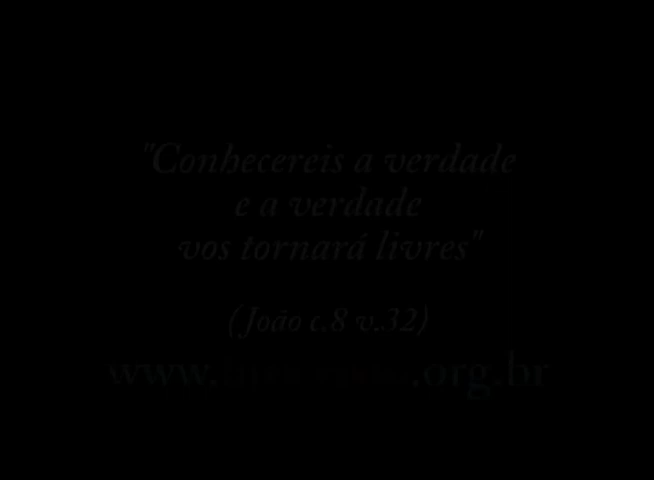 "Conhecereis a verdade
e a verdade
vos tornará livres"
(João c.8 v.32)
www. .org.br